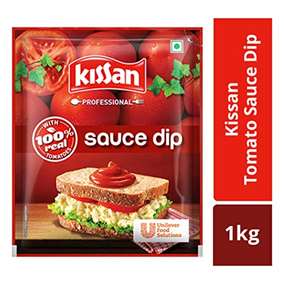 Kissan
PROFESSIONAL
WITH
100%
real
TOMATOES
sauce dip
Unilever
Food
Solutions
Kissan
Tomato Sauce Dip
1kg